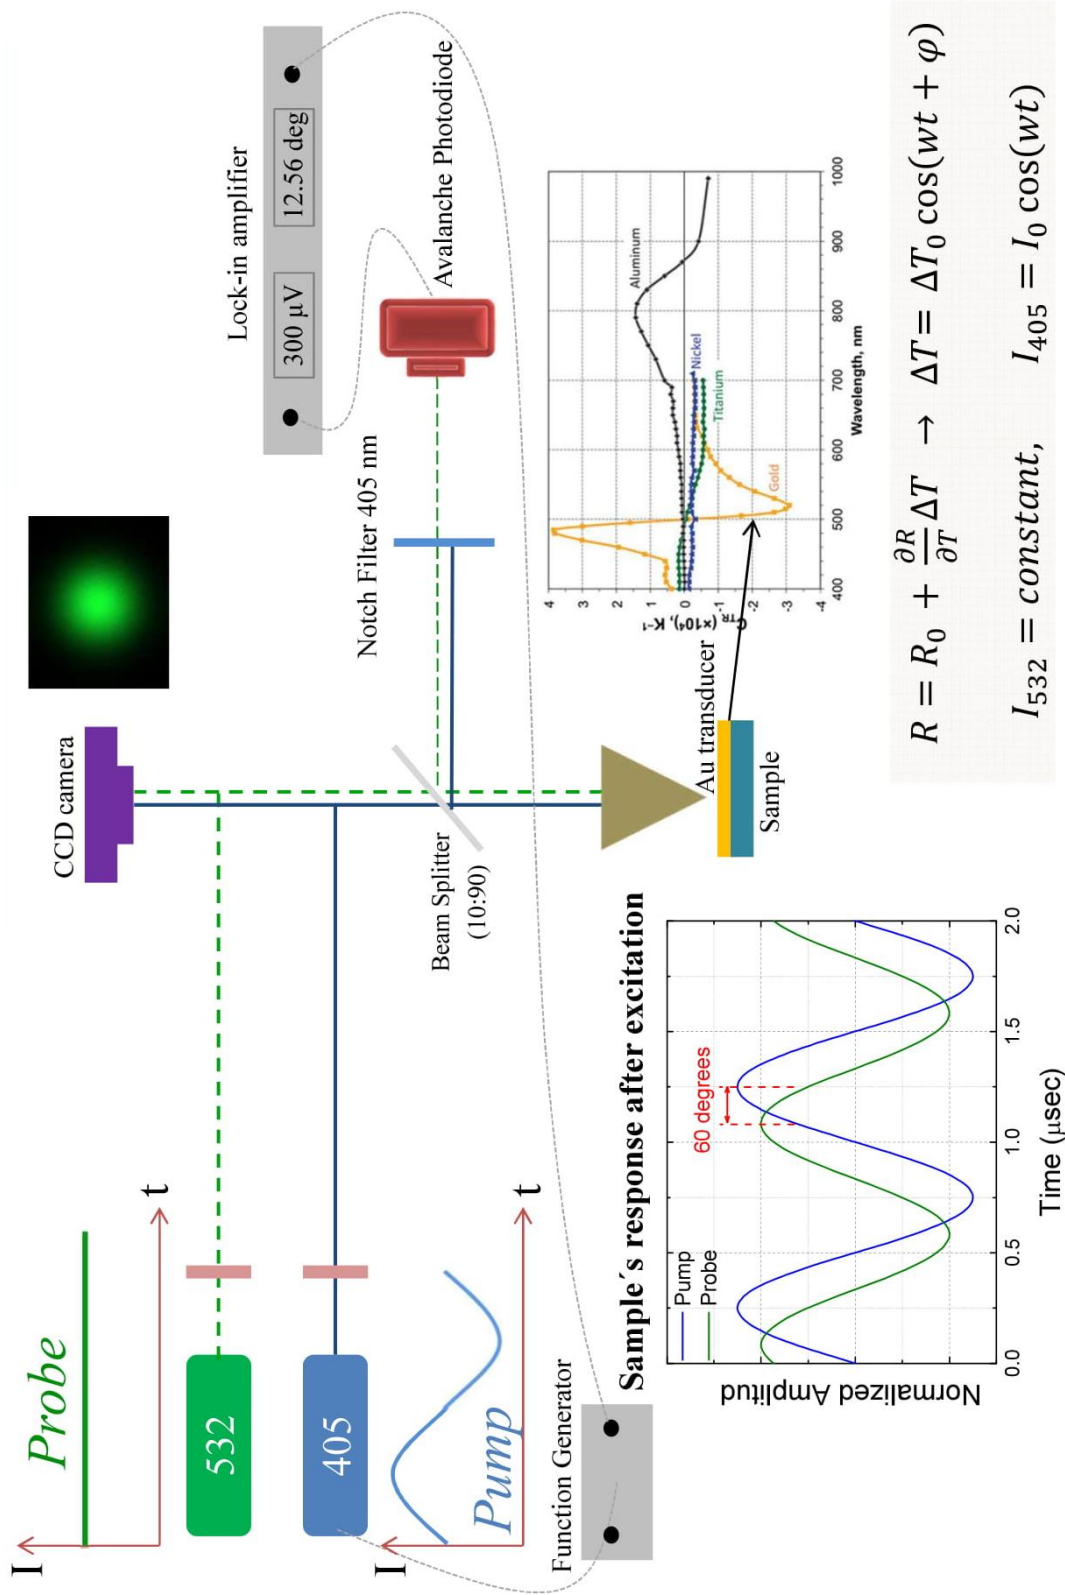 I
Probe
t
532
405
I
Pump
t
Function Generator
CCD camera
Beam Splitter
(10:90)
Notch Filter 405 nm
Lock-in amplifier
300 µV
12.56 deg
Avalanche Photodiode
Au transducer
Sample
Sample´s response after excitation
Pump
Probe
60 degrees
Normalized Amplitud
0.0 0.5 1.0 1.5 2.0
Time (µsec)
4
3
2
1
0
-1
-2
-3
-4
C_TR (×10⁴), K⁻¹
Aluminum
Nickel
Titanium
Gold
400 500 600 700 800 900 1000
Wavelength, nm
R = R₀ + ∂R/∂T ΔT → ΔT = ΔT₀ cos(wt + φ)
I₅₃₂ = constant, I₄₀₅ = I₀ cos(wt)